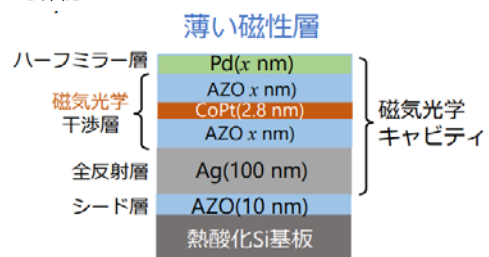 薄い磁性層
ハーフミラー層
Pd(x nm)
磁気光学
干渉層
AZO x nm)
CoPt(2.8 nm)
AZO x nm)
磁気光学
キャビティ
全反射層
Ag(100 nm)
シード層
AZO(10 nm)
熱酸化Si基板